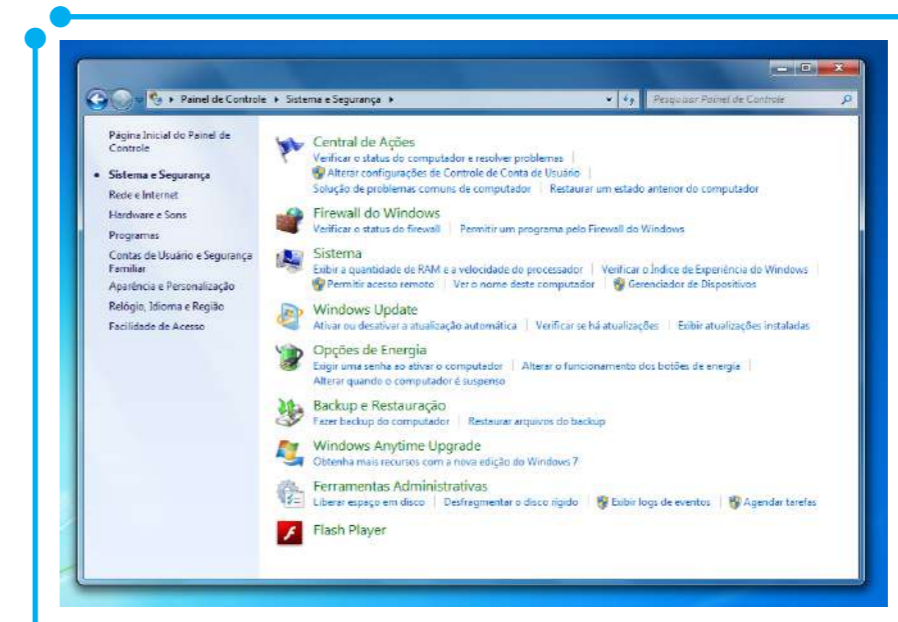 Painel de Controle ▸ Sistema e Segurança ▸
Pesquisar Painel de Controle
Página Inicial do Painel de
Controle
Sistema e Segurança
Rede e Internet
Hardware e Sons
Programas
Contas de Usuário e Segurança
Familiar
Aparência e Personalização
Relógio, Idioma e Região
Facilidade de Acesso
Central de Ações
Verificar o status do computador e resolver problemas
Alterar configurações de Controle de Conta de Usuário
Solução de problemas comuns de computador | Restaurar um estado anterior do computador
Firewall do Windows
Verificar o status do firewall | Permitir um programa pelo Firewall do Windows
Sistema
Exibir a quantidade de RAM e a velocidade do processador | Verificar o Índice de Experiência do Windows
Permitir acesso remoto | Ver o nome deste computador | Gerenciador de Dispositivos
Windows Update
Ativar ou desativar a atualização automática | Verificar se há atualizações | Exibir atualizações instaladas
Opções de Energia
Exigir uma senha ao ativar o computador | Alterar o funcionamento dos botões de energia
Alterar quando o computador é suspenso
Backup e Restauração
Fazer backup do computador | Restaurar arquivos do backup
Windows Anytime Upgrade
Obtenha mais recursos com a nova edição do Windows 7
Ferramentas Administrativas
Liberar espaço em disco | Desfragmentar o disco rígido | Exibir logs de eventos | Agendar tarefas
Flash Player